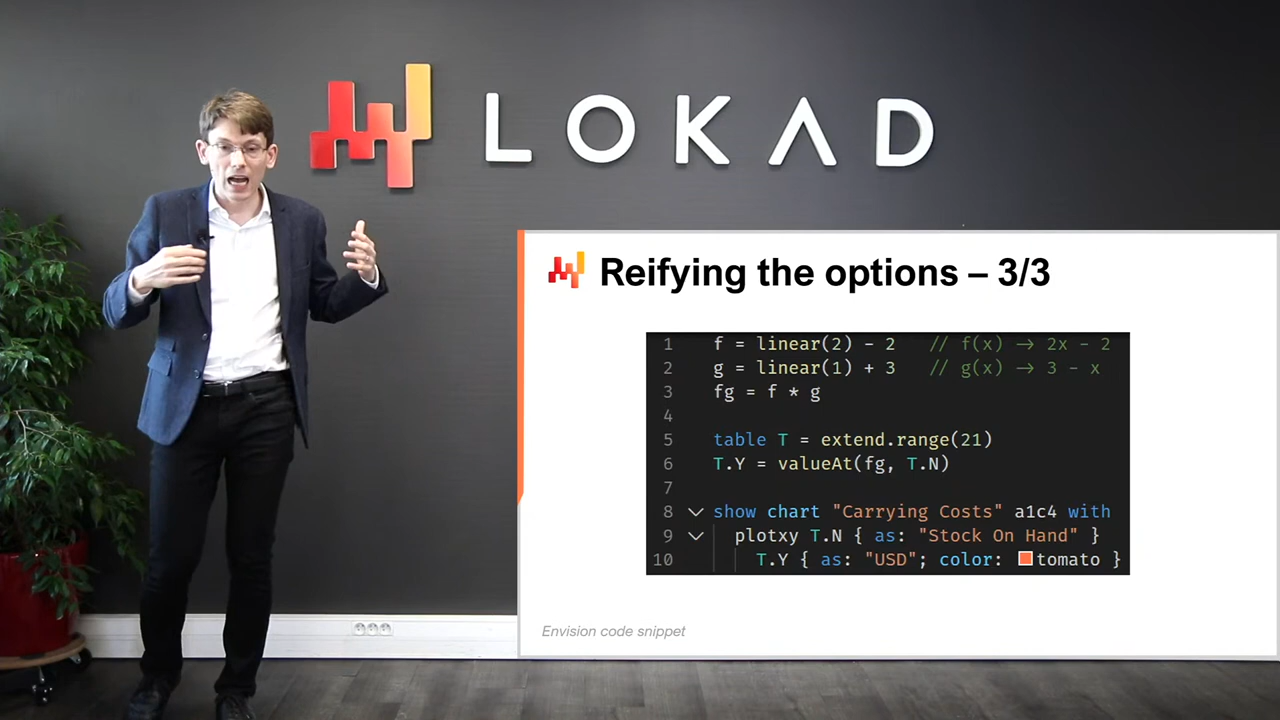 LOKAD
Reifying the options – 3/3
1 f = linear(2) – 2 // f(x) → 2x – 2
2 g = linear(1) + 3 // g(x) → 3 – x
3 fg = f * g
4
5 table T = extend.range(21)
6 T.Y = valueAt(fg, T.N)
7
8 show chart "Carrying Costs" a1c4 with
9 plotxy T.N { as: "Stock On Hand" }
10 T.Y { as: "USD"; color: tomato }
Envision code snippet